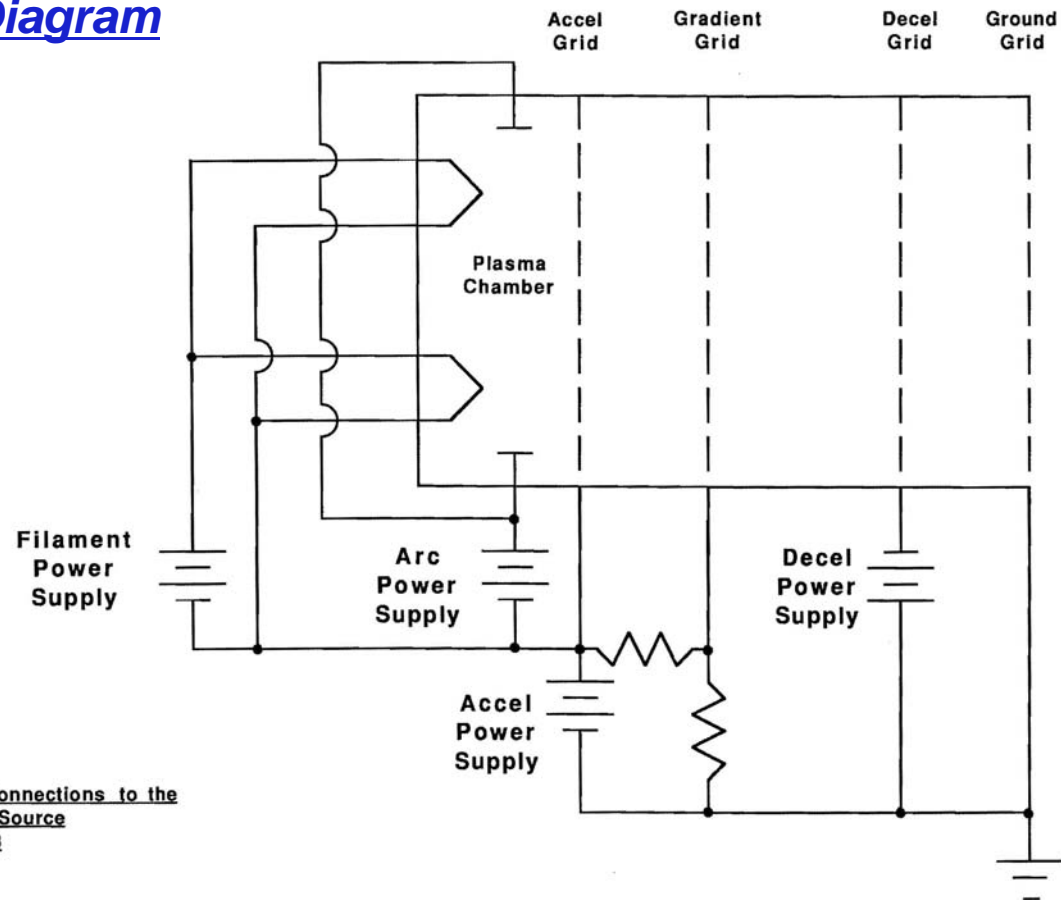 Diagram
Accel
Grid
Gradient
Grid
Decel
Grid
Ground
Grid
Plasma
Chamber
Filament
Power
Supply
Arc
Power
Supply
Decel
Power
Supply
Accel
Power
Supply
onnections to the
Source